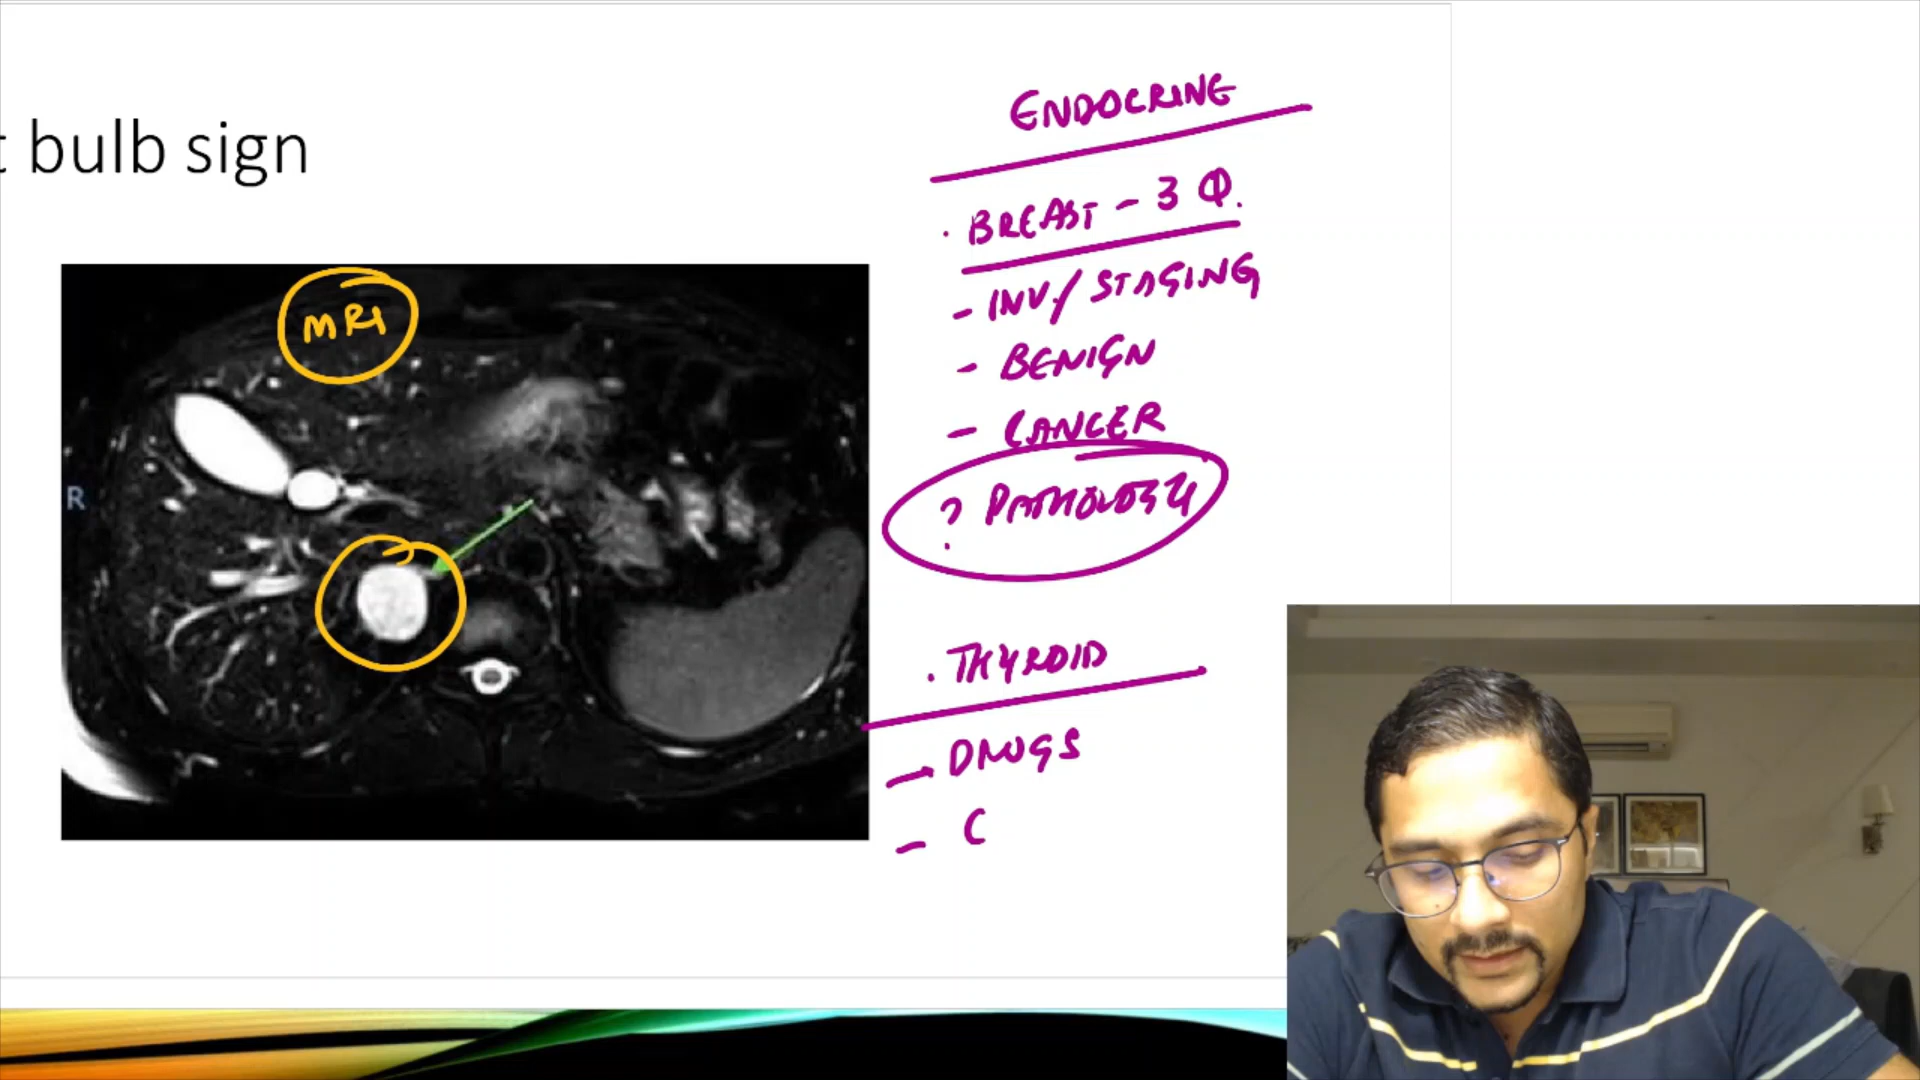 t bulb sign
MRI
R
ENDOCRINE
· BREAST - 3 Q.
- INV./ STAGING
- BENIGN
- CANCER
? PATHOLOGY
· THYROID
- DRUGS
- C